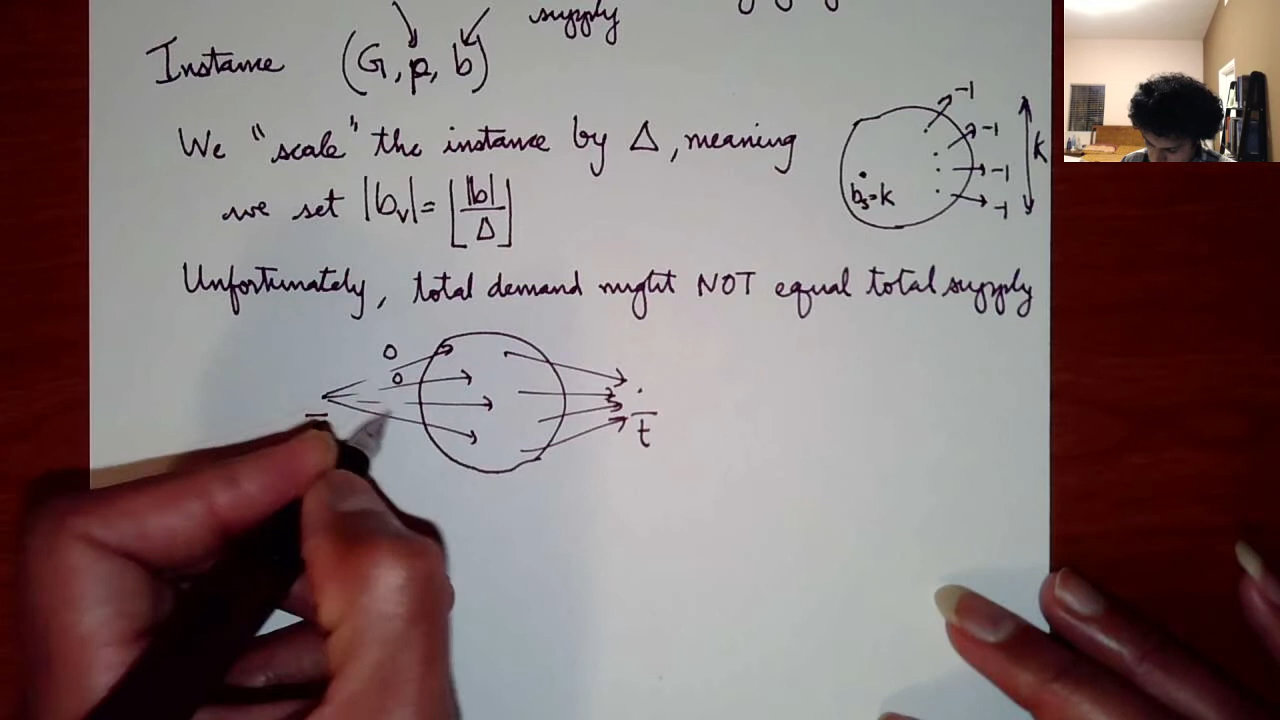 supply
Instance (G, p, b)
We "scale" the instance by Δ, meaning
we set |b_v| = ⌊|b|/Δ⌋
-1
-1
-1
-1
k
b_s = k
Unfortunately, total demand might NOT equal total supply
0
0
t